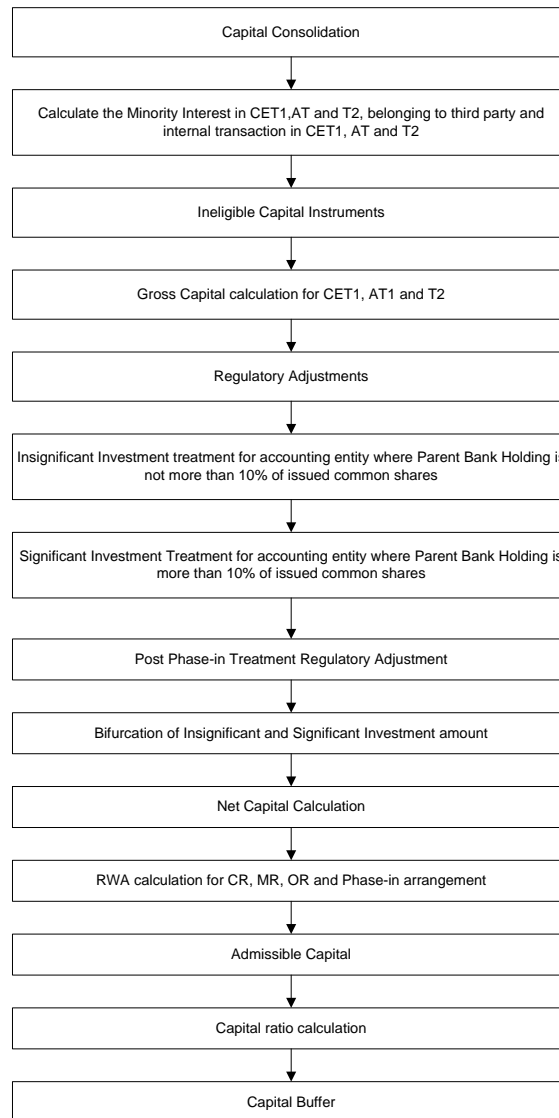 Capital Consolidation
Calculate the Minority Interest in CET1,AT and T2, belonging to third party and
internal transaction in CET1, AT and T2
Ineligible Capital Instruments
Gross Capital calculation for CET1, AT1 and T2
Regulatory Adjustments
Insignificant Investment treatment for accounting entity where Parent Bank Holding is
not more than 10% of issued common shares
Significant Investment Treatment for accounting entity where Parent Bank Holding is
more than 10% of issued common shares
Post Phase-in Treatment Regulatory Adjustment
Bifurcation of Insignificant and Significant Investment amount
Net Capital Calculation
RWA calculation for CR, MR, OR and Phase-in arrangement
Admissible Capital
Capital ratio calculation
Capital Buffer